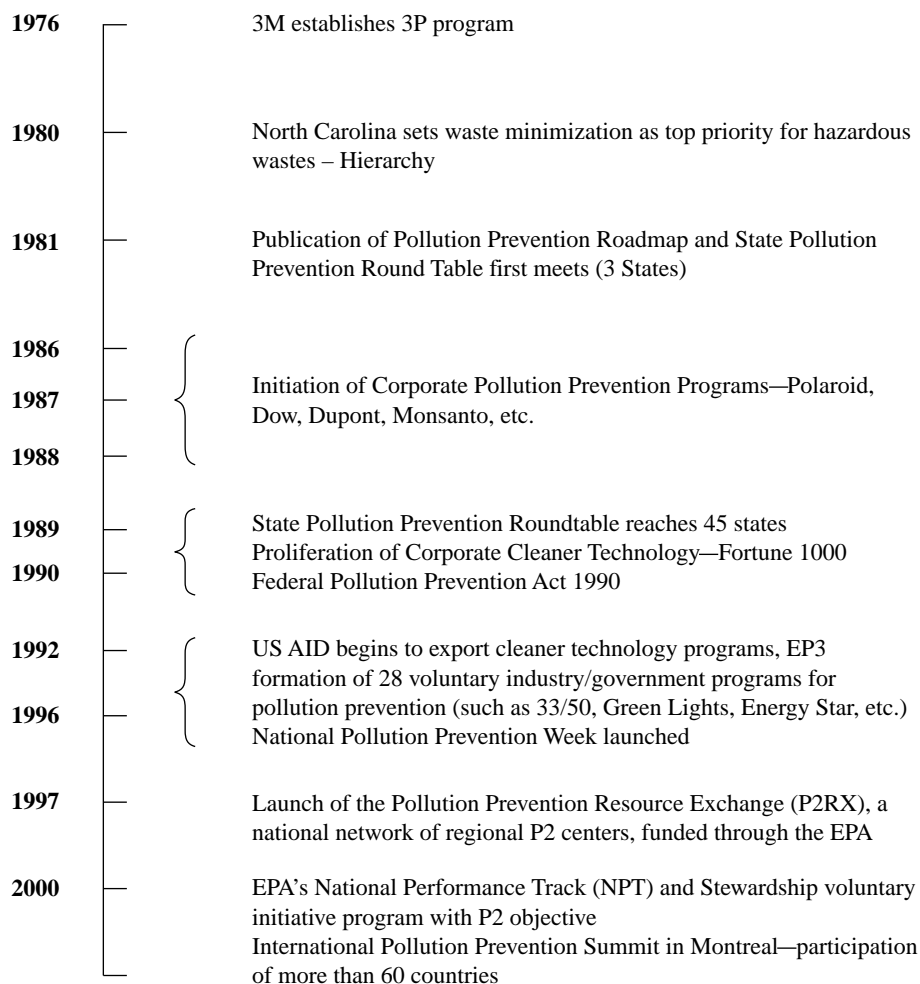 1976 3M establishes 3P program
1980 North Carolina sets waste minimization as top priority for hazardous
wastes – Hierarchy
1981 Publication of Pollution Prevention Roadmap and State Pollution
Prevention Round Table first meets (3 States)
1986
1987 Initiation of Corporate Pollution Prevention Programs—Polaroid,
Dow, Dupont, Monsanto, etc.
1988
1989 State Pollution Prevention Roundtable reaches 45 states
Proliferation of Corporate Cleaner Technology—Fortune 1000
1990 Federal Pollution Prevention Act 1990
1992 US AID begins to export cleaner technology programs, EP3
formation of 28 voluntary industry/government programs for
1996 pollution prevention (such as 33/50, Green Lights, Energy Star, etc.)
National Pollution Prevention Week launched
1997 Launch of the Pollution Prevention Resource Exchange (P2RX), a
national network of regional P2 centers, funded through the EPA
2000 EPA’s National Performance Track (NPT) and Stewardship voluntary
initiative program with P2 objective
International Pollution Prevention Summit in Montreal—participation
of more than 60 countries